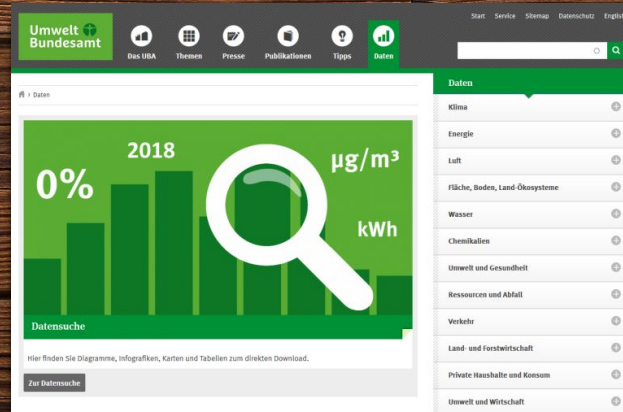 Umwelt
Bundesamt
Das UBA
Themen
Presse
Publikationen
Tipps
Daten
Start Service Sitemap Datenschutz English
› Daten
0%
2018
µg/m³
kWh
Datensuche
Hier finden Sie Diagramme, Infografiken, Karten und Tabellen zum direkten Download.
Zur Datensuche
Daten
Klima
Energie
Luft
Fläche, Boden, Land-Ökosysteme
Wasser
Chemikalien
Umwelt und Gesundheit
Ressourcen und Abfall
Verkehr
Land- und Forstwirtschaft
Private Haushalte und Konsum
Umwelt und Wirtschaft